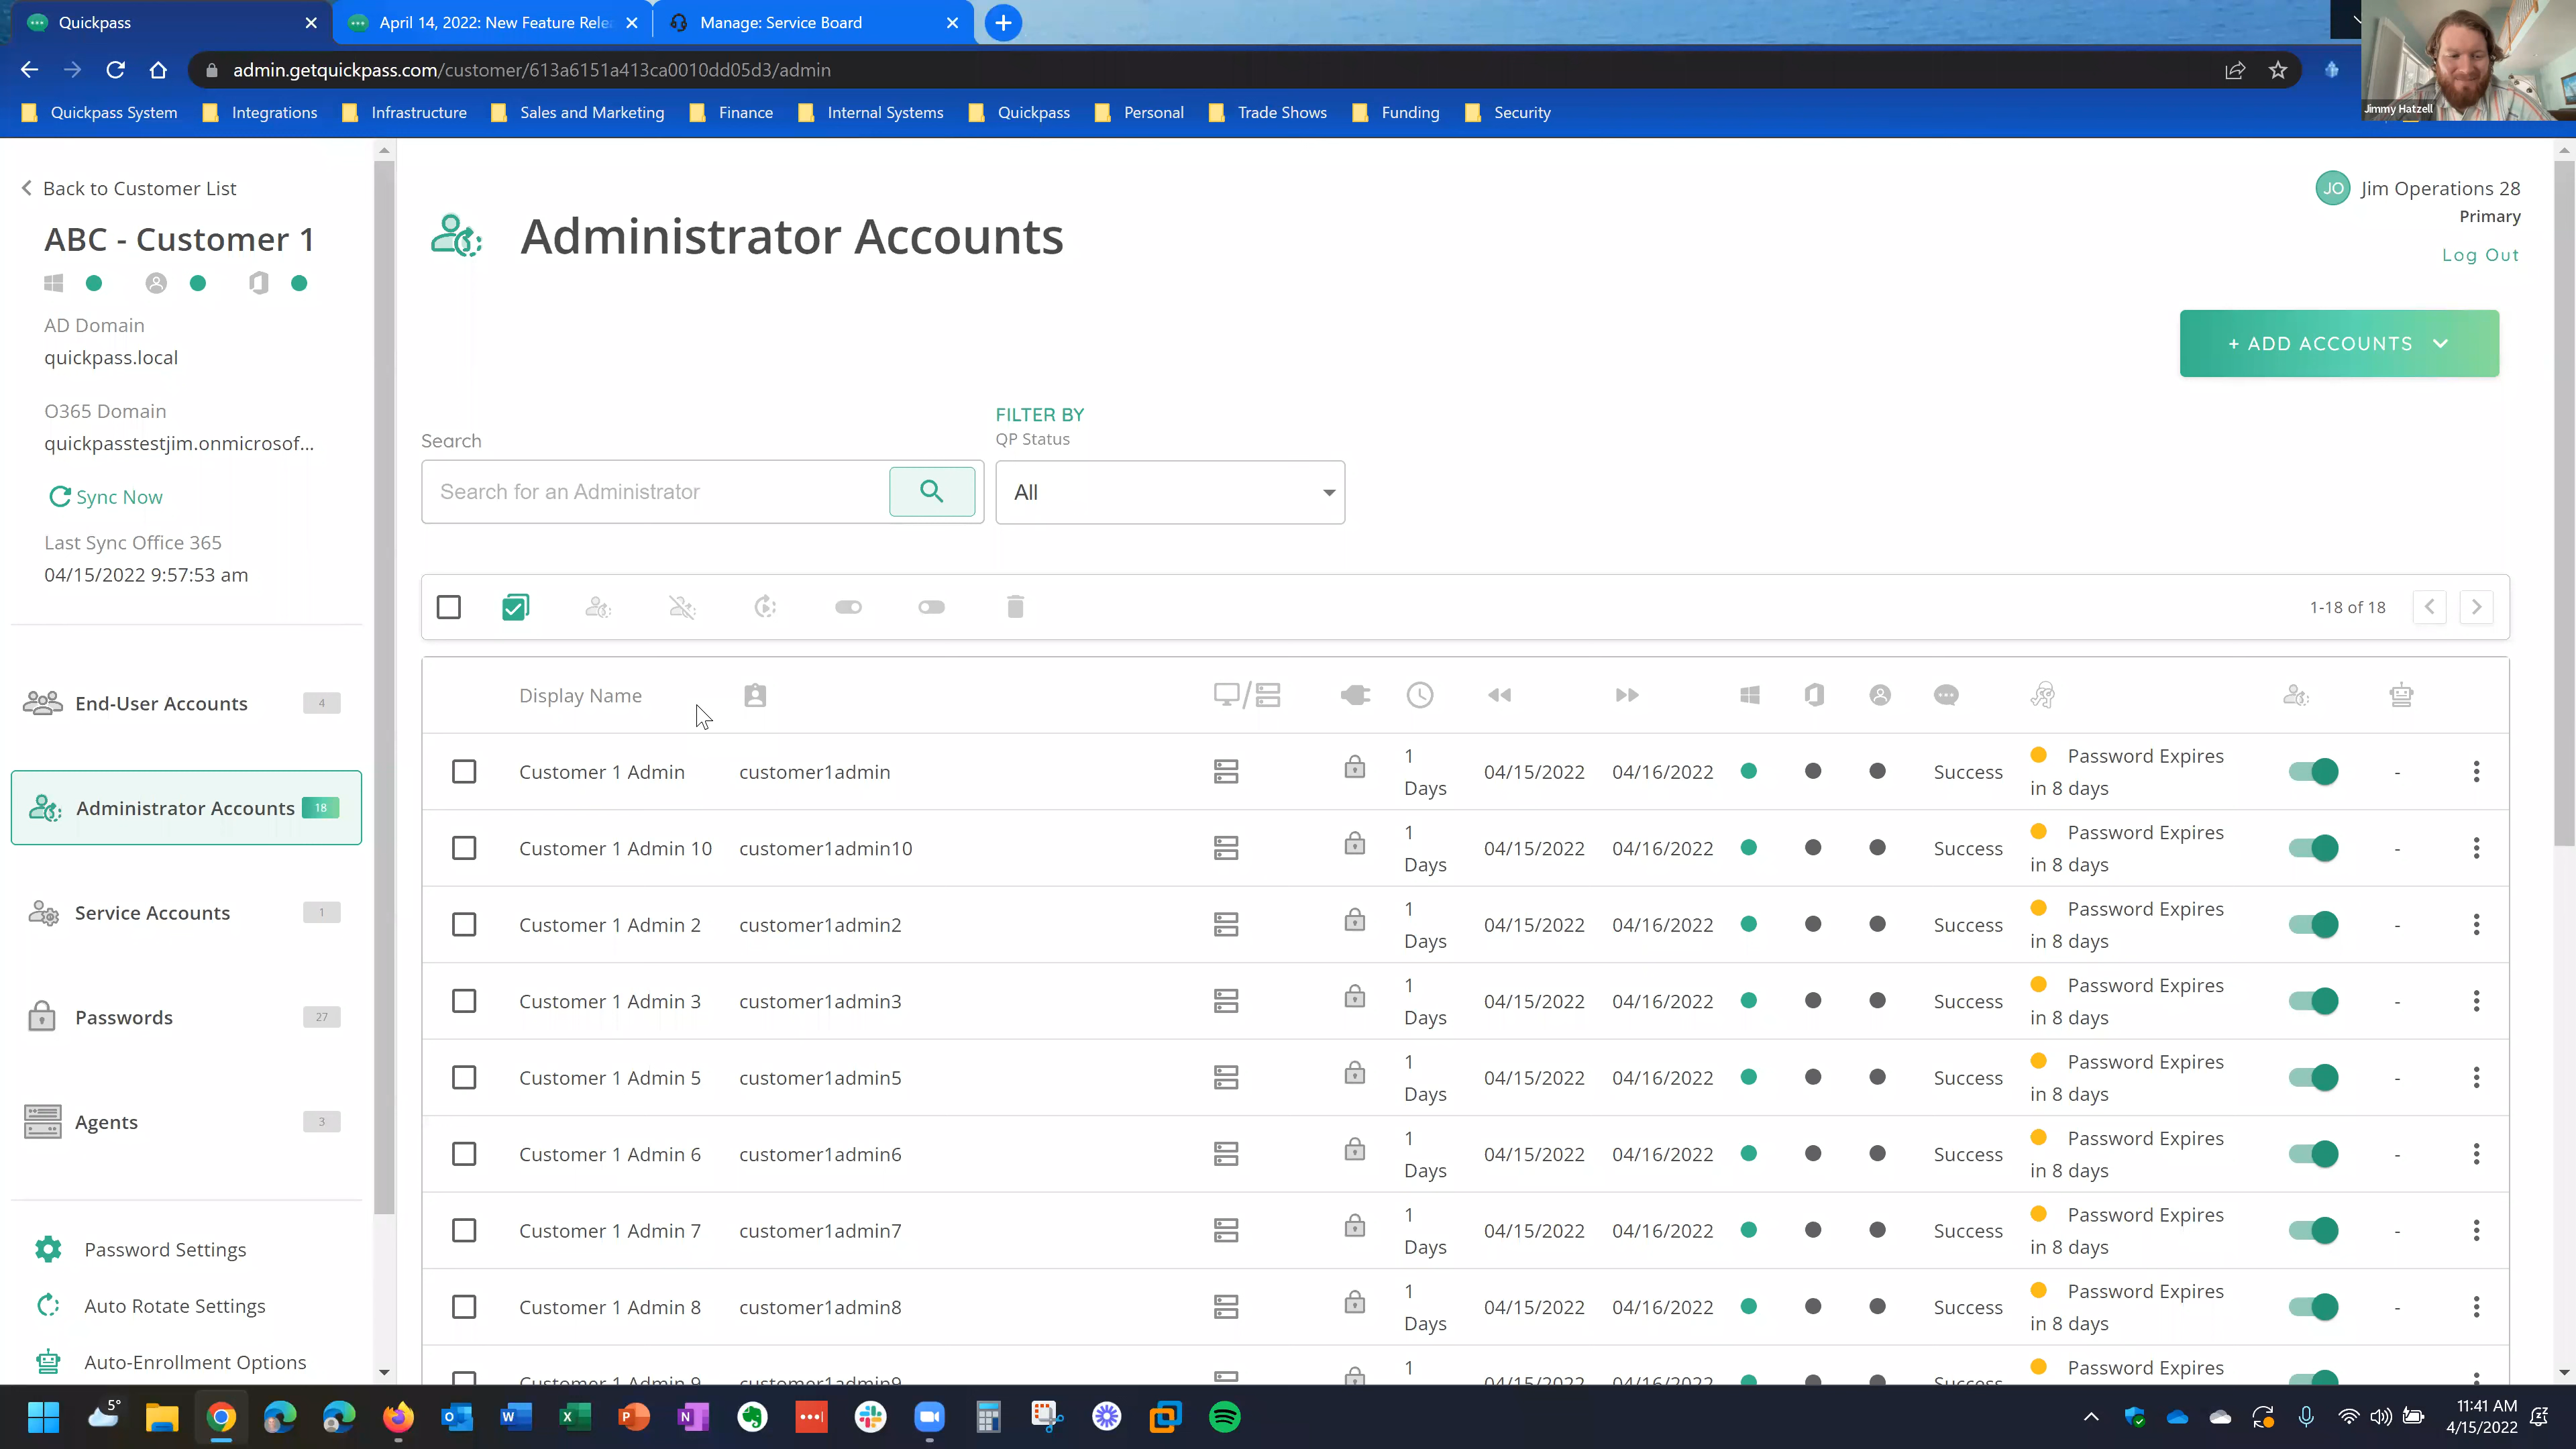 Quickpass
April 14, 2022: New Feature Rele
Manage: Service Board
admin.getquickpass.com/customer/613a6151a413ca0010dd05d3/admin
Quickpass System
Integrations
Infrastructure
Sales and Marketing
Finance
Internal Systems
Quickpass
Personal
Trade Shows
Funding
Security
Jimmy Hatzell
Back to Customer List
ABC - Customer 1
AD Domain
quickpass.local
O365 Domain
quickpasstestjim.onmicrosof...
Sync Now
Last Sync Office 365
04/15/2022 9:57:53 am
End-User Accounts 4
Administrator Accounts 18
Service Accounts 1
Passwords 27
Agents 3
Password Settings
Auto Rotate Settings
Auto-Enrollment Options
Administrator Accounts
JO Jim Operations 28
Primary
Log Out
+ ADD ACCOUNTS
FILTER BY
Search
QP Status
Search for an Administrator
All
1-18 of 18
Display Name
Customer 1 Admin customer1admin 1 Days 04/15/2022 04/16/2022 Success Password Expires in 8 days -
Customer 1 Admin 10 customer1admin10 1 Days 04/15/2022 04/16/2022 Success Password Expires in 8 days -
Customer 1 Admin 2 customer1admin2 1 Days 04/15/2022 04/16/2022 Success Password Expires in 8 days -
Customer 1 Admin 3 customer1admin3 1 Days 04/15/2022 04/16/2022 Success Password Expires in 8 days -
Customer 1 Admin 5 customer1admin5 1 Days 04/15/2022 04/16/2022 Success Password Expires in 8 days -
Customer 1 Admin 6 customer1admin6 1 Days 04/15/2022 04/16/2022 Success Password Expires in 8 days -
Customer 1 Admin 7 customer1admin7 1 Days 04/15/2022 04/16/2022 Success Password Expires in 8 days -
Customer 1 Admin 8 customer1admin8 1 Days 04/15/2022 04/16/2022 Success Password Expires in 8 days -
Customer 1 Admin 9 customer1admin9 1 04/15/2022 04/16/2022 Success Password Expires
5°
11:41 AM
4/15/2022